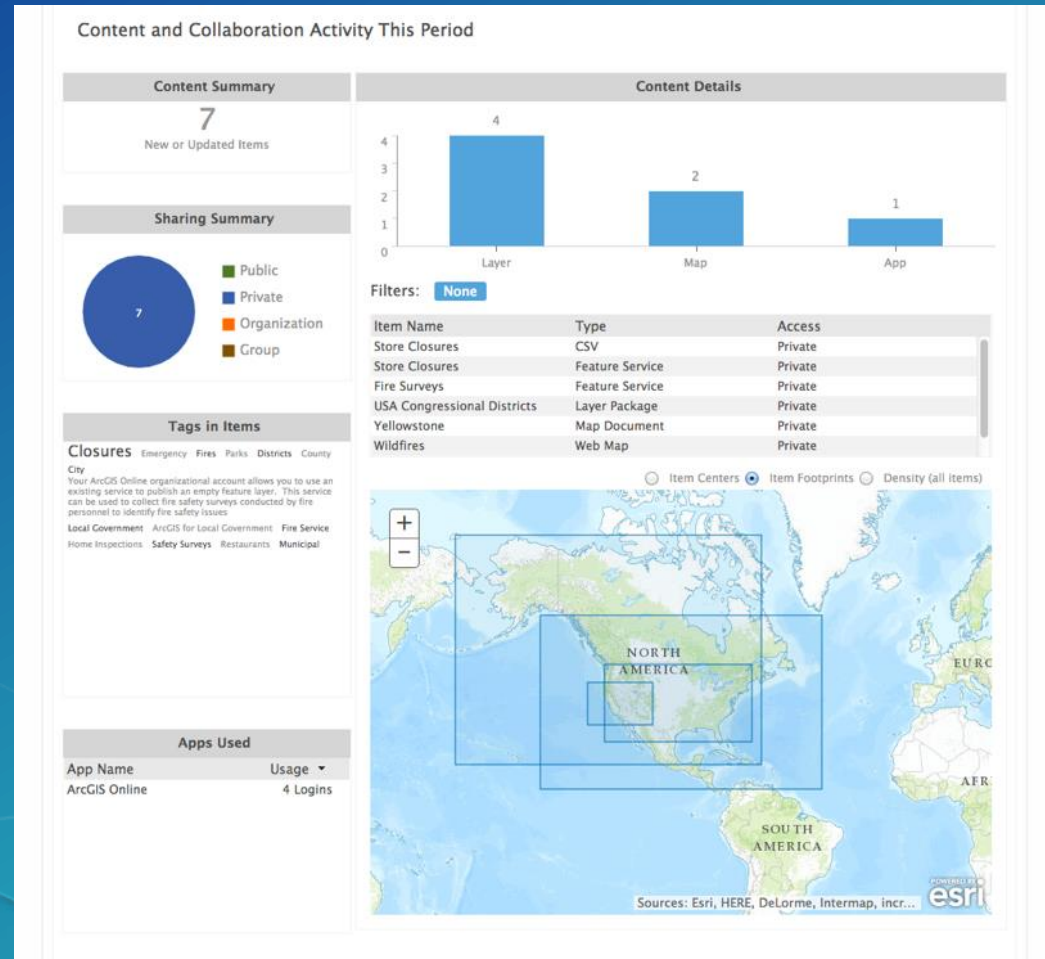 Content and Collaboration Activity This Period
Content Summary
7
New or Updated Items
Sharing Summary
7
Public
Private
Organization
Group
Tags in Items
Closures Emergency Fires Parks Districts County
City
Your ArcGIS Online organizational account allows you to use an
existing service to publish an empty feature layer. This service
can be used to collect fire safety surveys conducted by fire
personnel to identify fire safety issues
Local Government ArcGIS for Local Government Fire Service
Home Inspections Safety Surveys Restaurants Municipal
Apps Used
App Name Usage
ArcGIS Online 4 Logins
Content Details
4
3
2
1
0
4
2
1
Layer Map App
Filters: None
Item Name Type Access
Store Closures CSV Private
Store Closures Feature Service Private
Fire Surveys Feature Service Private
USA Congressional Districts Layer Package Private
Yellowstone Map Document Private
Wildfires Web Map Private
Item Centers Item Footprints Density (all items)
+
−
NORTH
AMERICA
EURO
AFR
SOUTH
AMERICA
Sources: Esri, HERE, DeLorme, Intermap, incr...
POWERED BY
esri